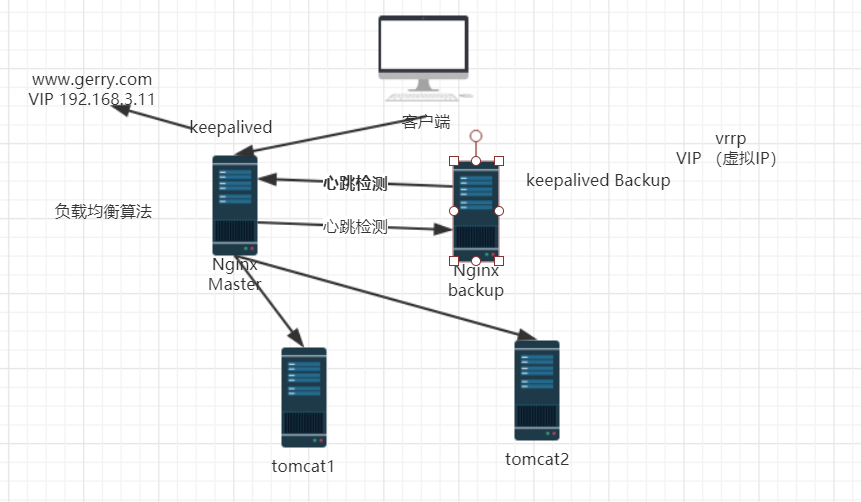 www.gerry.com
VIP 192.168.3.11
keepalived
客户端
vrrp
VIP （虚拟IP）
心跳检测
keepalived Backup
负载均衡算法
心跳检测
Nginx
Master
Nginx
backup
tomcat1
tomcat2